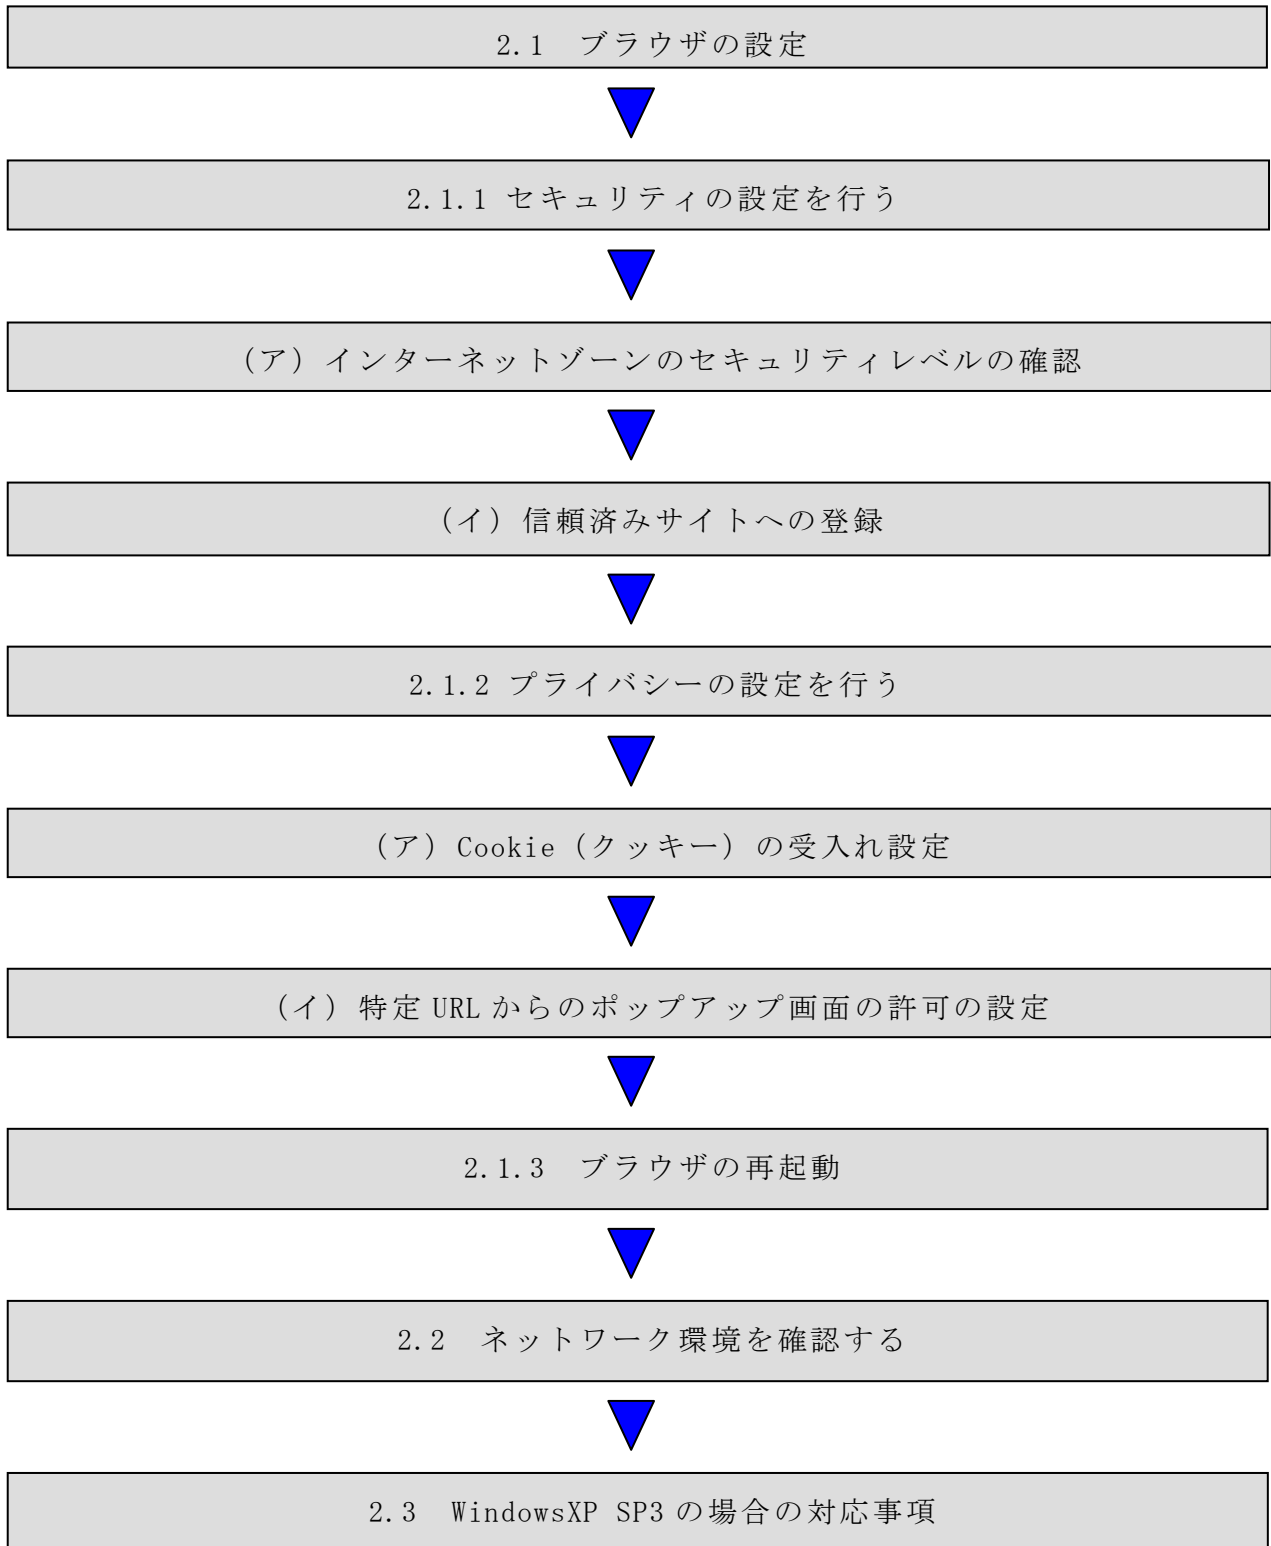 2.1　ブラウザの設定
2.1.1 セキュリティの設定を行う
(ア) インターネットゾーンのセキュリティレベルの確認
(イ) 信頼済みサイトへの登録
2.1.2 プライバシーの設定を行う
(ア) Cookie (クッキー) の受入れ設定
(イ) 特定 URL からのポップアップ画面の許可の設定
2.1.3　ブラウザの再起動
2.2　ネットワーク環境を確認する
2.3　WindowsXP SP3 の場合の対応事項